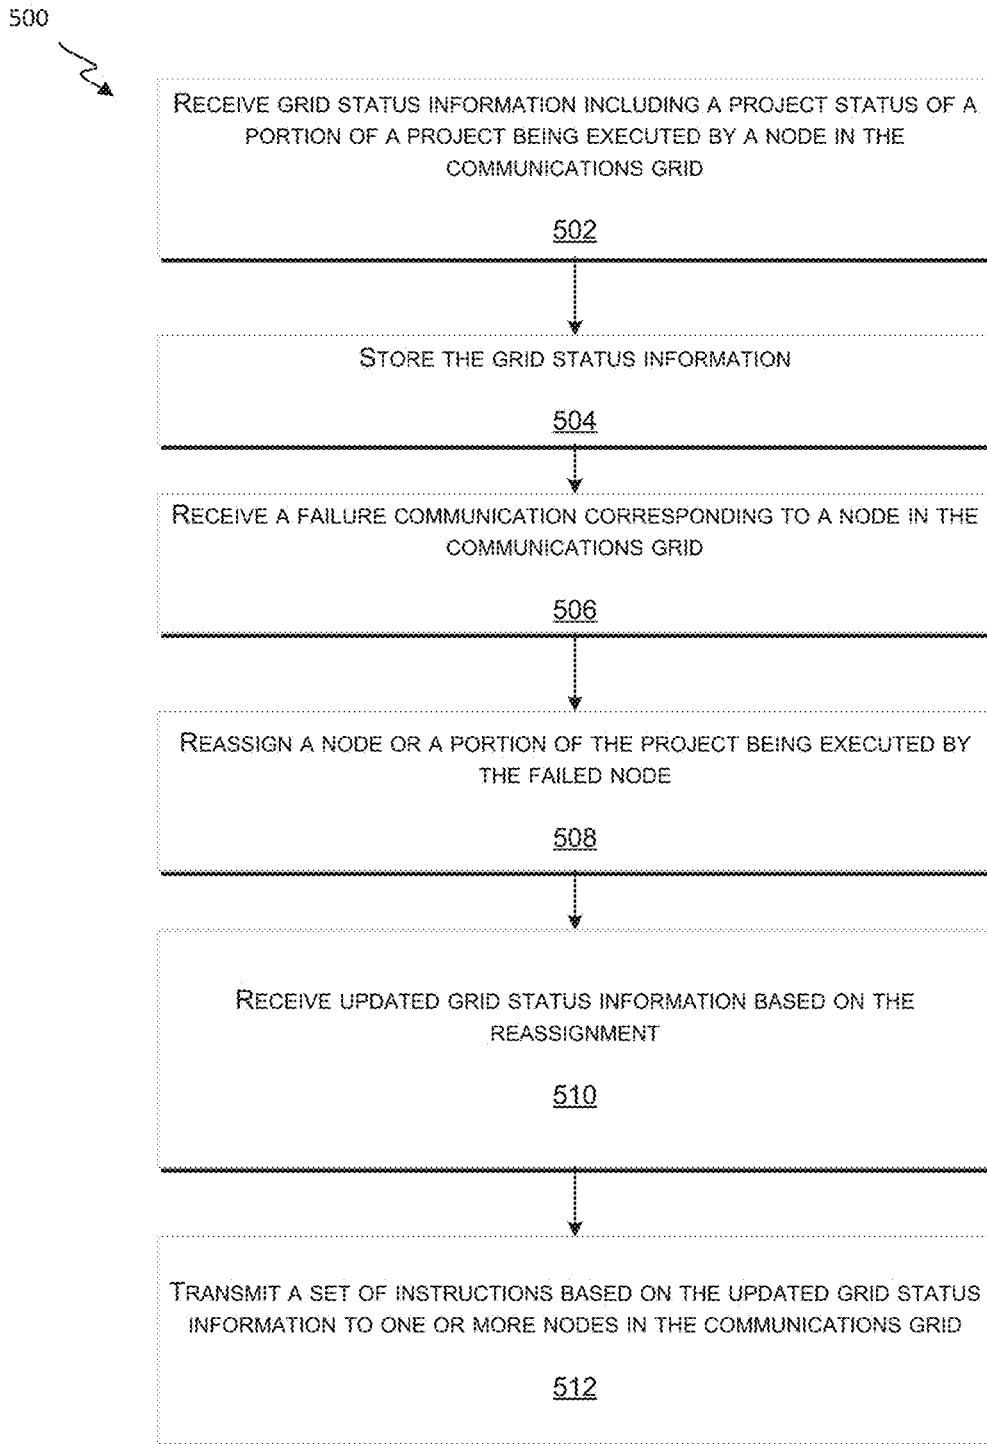 500
RECEIVE GRID STATUS INFORMATION INCLUDING A PROJECT STATUS OF A
PORTION OF A PROJECT BEING EXECUTED BY A NODE IN THE
COMMUNICATIONS GRID
502
STORE THE GRID STATUS INFORMATION
504
RECEIVE A FAILURE COMMUNICATION CORRESPONDING TO A NODE IN THE
COMMUNICATIONS GRID
506
REASSIGN A NODE OR A PORTION OF THE PROJECT BEING EXECUTED BY
THE FAILED NODE
508
RECEIVE UPDATED GRID STATUS INFORMATION BASED ON THE
REASSIGNMENT
510
TRANSMIT A SET OF INSTRUCTIONS BASED ON THE UPDATED GRID STATUS
INFORMATION TO ONE OR MORE NODES IN THE COMMUNICATIONS GRID
512